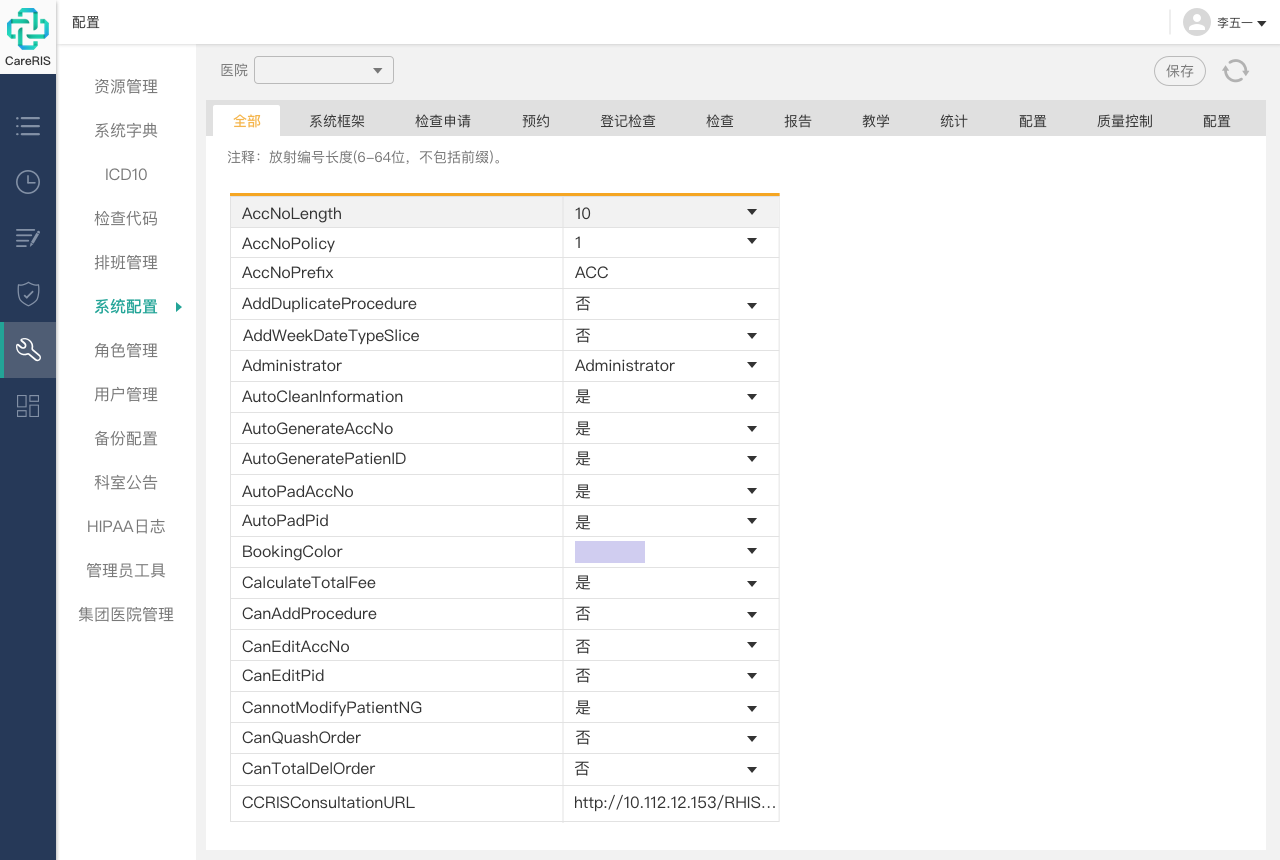 CareRIS
配置
李五一
资源管理
系统字典
ICD10
检查代码
排班管理
系统配置
角色管理
用户管理
备份配置
科室公告
HIPAA日志
管理员工具
集团医院管理
医院
保存
全部 系统框架 检查申请 预约 登记检查 检查 报告 教学 统计 配置 质量控制 配置
注释：放射编号长度(6-64位，不包括前缀)。
AccNoLength 10
AccNoPolicy 1
AccNoPrefix ACC
AddDuplicateProcedure 否
AddWeekDateTypeSlice 否
Administrator Administrator
AutoCleanInformation 是
AutoGenerateAccNo 是
AutoGeneratePatienID 是
AutoPadAccNo 是
AutoPadPid 是
BookingColor
CalculateTotalFee 是
CanAddProcedure 否
CanEditAccNo 否
CanEditPid 否
CannotModifyPatientNG 是
CanQuashOrder 否
CanTotalDelOrder 否
CCRISConsultationURL http://10.112.12.153/RHIS...